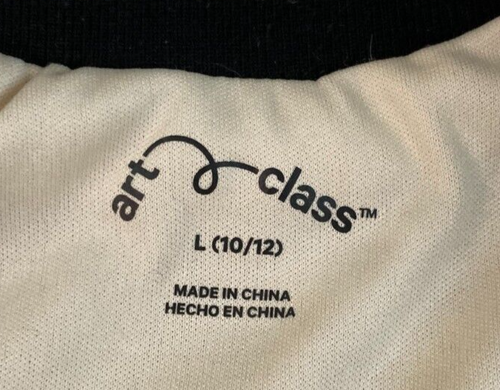 art class™
L (10/12)
MADE IN CHINA
HECHO EN CHINA